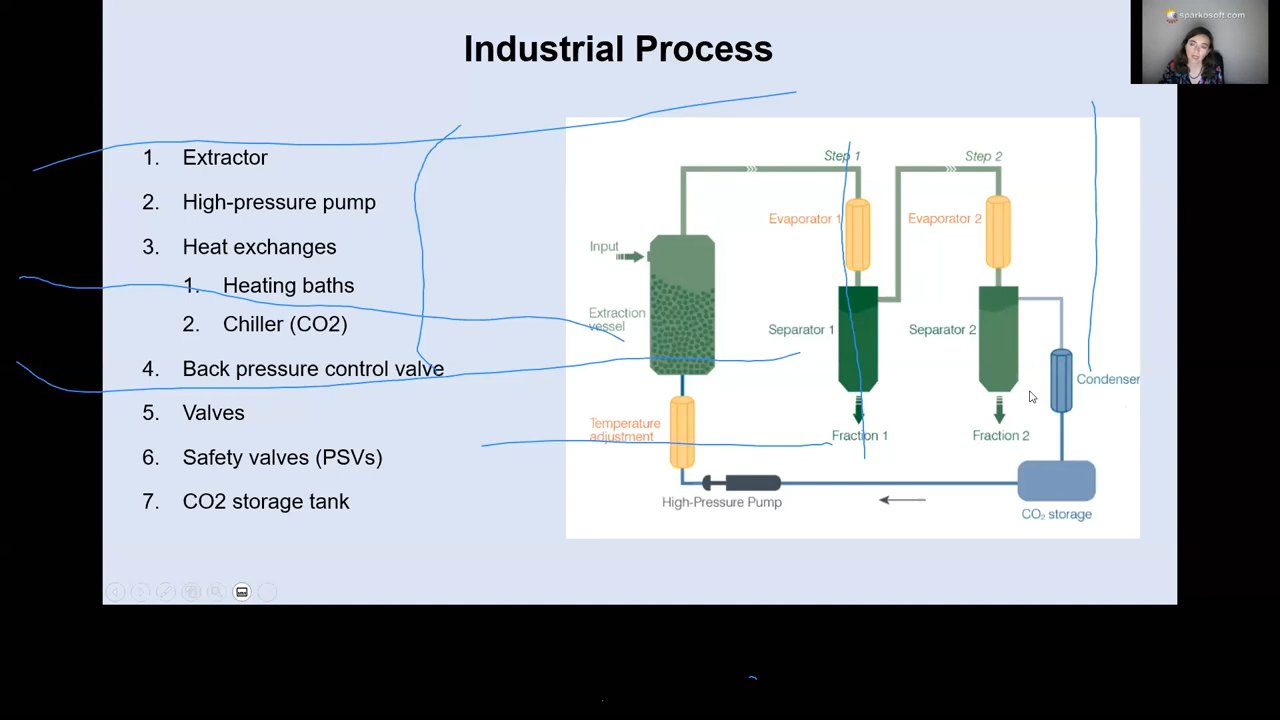 sparkosoft.com
Industrial Process
1. Extractor
2. High-pressure pump
3. Heat exchanges
1. Heating baths
2. Chiller (CO2)
4. Back pressure control valve
5. Valves
6. Safety valves (PSVs)
7. CO2 storage tank
Step 1
Step 2
Evaporator 1
Evaporator 2
Input
Extraction
vessel
Separator 1
Separator 2
Condenser
Temperature
adjustment
Fraction 1
Fraction 2
High-Pressure Pump
CO₂ storage